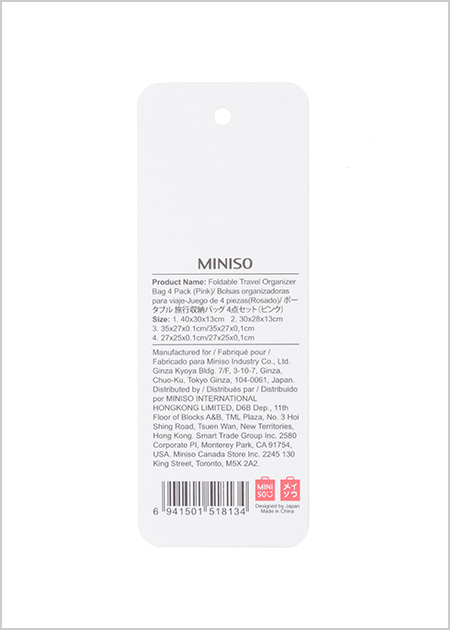 MINISO
Product Name: Foldable Travel Organizer
Bag 4 Pack (Pink)/ Bolsas organizadoras
para viaje-Juego de 4 piezas(Rosado)/ ポー
タブル 旅行収納バッグ 4点セット（ピンク）
Size: 1. 40x30x13cm 2. 30x28x13cm
3. 35x27x0.1cm/35x27x0,1cm
4. 27x25x0.1cm/27x25x0,1cm
Manufactured for / Fabriqué pour /
Fabricado para Miniso Industry Co., Ltd.
Ginza Kyoya Bldg. 7/F, 3-10-7, Ginza,
Chuo-Ku, Tokyo Ginza, 104-0061, Japan.
Distributed by / Distribués par / Distribuido
por MINISO INTERNATIONAL
HONGKONG LIMITED, D6B Dep., 11th
Floor of Blocks A&B, TML Plaza, No. 3 Hoi
Shing Road, Tsuen Wan, New Territories,
Hong Kong. Smart Trade Group Inc. 2580
Corporate Pl, Monterey Park, CA 91754,
USA. Miniso Canada Store Inc. 2245 130
King Street, Toronto, M5X 2A2.
MINI
SO
メイ
ソウ
Designed by Japan
Made in China
6 941501 518134